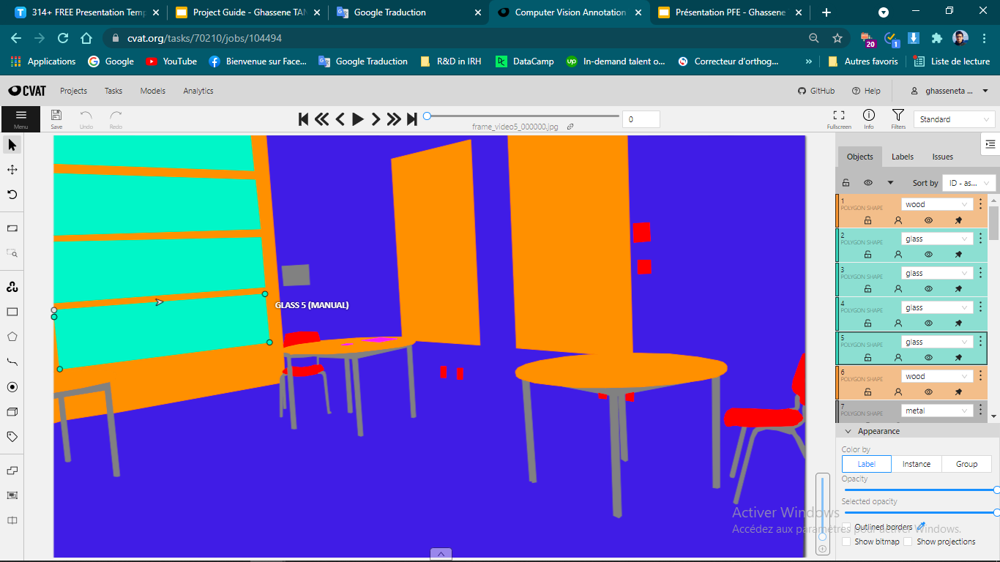 314+ FREE Presentation Temp
Project Guide - Ghassene TAN
Google Traduction
Computer Vision Annotation
Présentation PFE - Ghassene
cvat.org/tasks/70210/jobs/104494
20
1
Applications
Google
YouTube
Bienvenue sur Face...
Google Traduction
R&D in IRH
DataCamp
In-demand talent o...
Correcteur d'orthog...
»
Autres favoris
Liste de lecture
CVAT
Projects
Tasks
Models
Analytics
GitHub
Help
ghasseneta ...
Menu
Save
Undo
Redo
frame_video5_000000.jpg
0
Fullscreen
Info
Filters
Standard
Objects
Labels
Issues
Sort by
ID - as...
1
POLYGON SHAPE
wood
2
POLYGON SHAPE
glass
3
POLYGON SHAPE
glass
4
POLYGON SHAPE
glass
5
POLYGON SHAPE
glass
6
POLYGON SHAPE
wood
7
POLYGON SHAPE
metal
GLASS 5 (MANUAL)
Appearance
Color by
Label
Instance
Group
Opacity
Selected opacity
Outlined borders
Show bitmap
Show projections
Activer Windows
Accédez aux paramètres pour activer Windows.